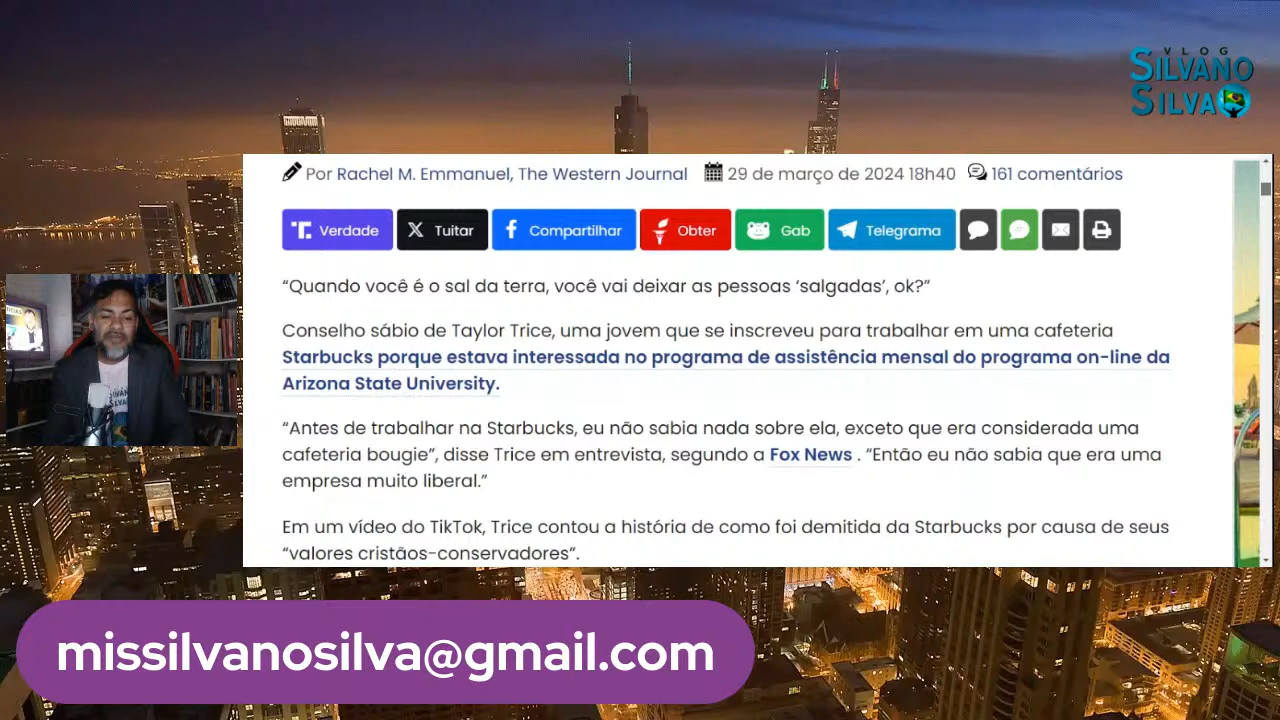 VLOG
SILVANO
SILVA
Por Rachel M. Emmanuel, The Western Journal 29 de março de 2024 18h40 161 comentários
Verdade Tuitar Compartilhar Obter Gab Telegrama
“Quando você é o sal da terra, você vai deixar as pessoas ‘salgadas’, ok?”
Conselho sábio de Taylor Trice, uma jovem que se inscreveu para trabalhar em uma cafeteria
Starbucks porque estava interessada no programa de assistência mensal do programa on-line da
Arizona State University.
“Antes de trabalhar na Starbucks, eu não sabia nada sobre ela, exceto que era considerada uma
cafeteria bougie”, disse Trice em entrevista, segundo a Fox News . “Então eu não sabia que era uma
empresa muito liberal.”
Em um vídeo do TikTok, Trice contou a história de como foi demitida da Starbucks por causa de seus
“valores cristãos-conservadores”.
missilvanosilva@gmail.com